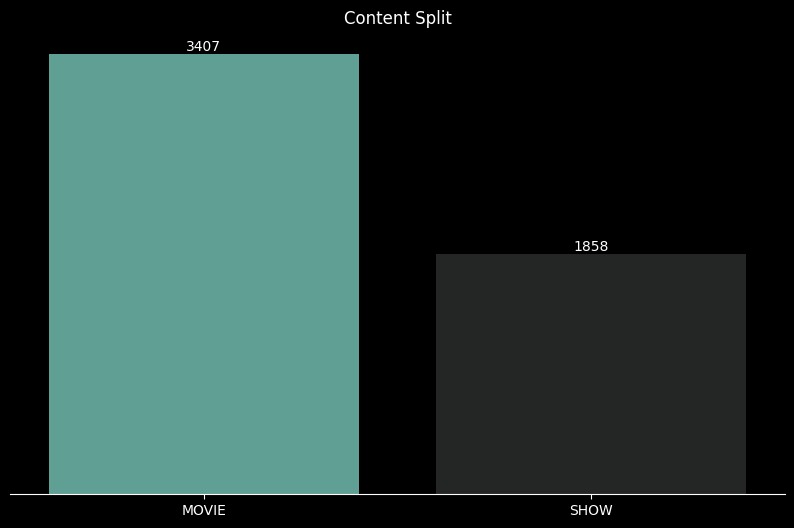 Content Split
3407
1858
MOVIE
SHOW